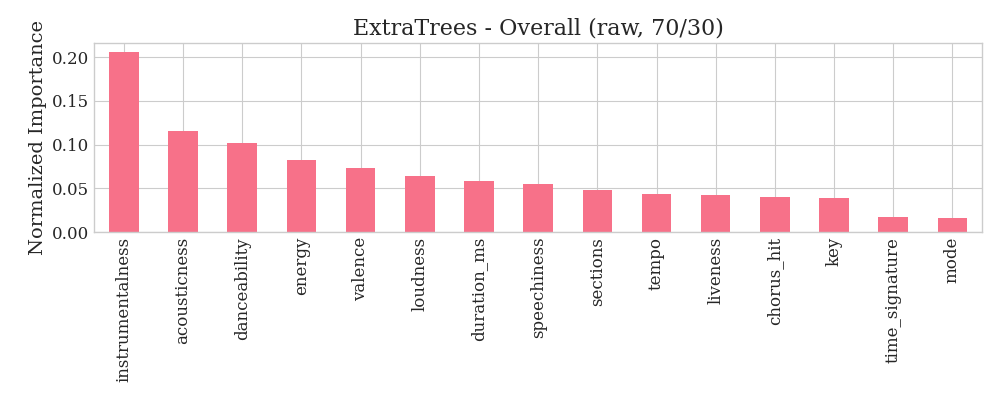 ExtraTrees - Overall (raw, 70/30)
Normalized Importance
0.20
0.15
0.10
0.05
0.00
instrumentalness
acousticness
danceability
energy
valence
loudness
duration_ms
speechiness
sections
tempo
liveness
chorus_hit
key
time_signature
mode